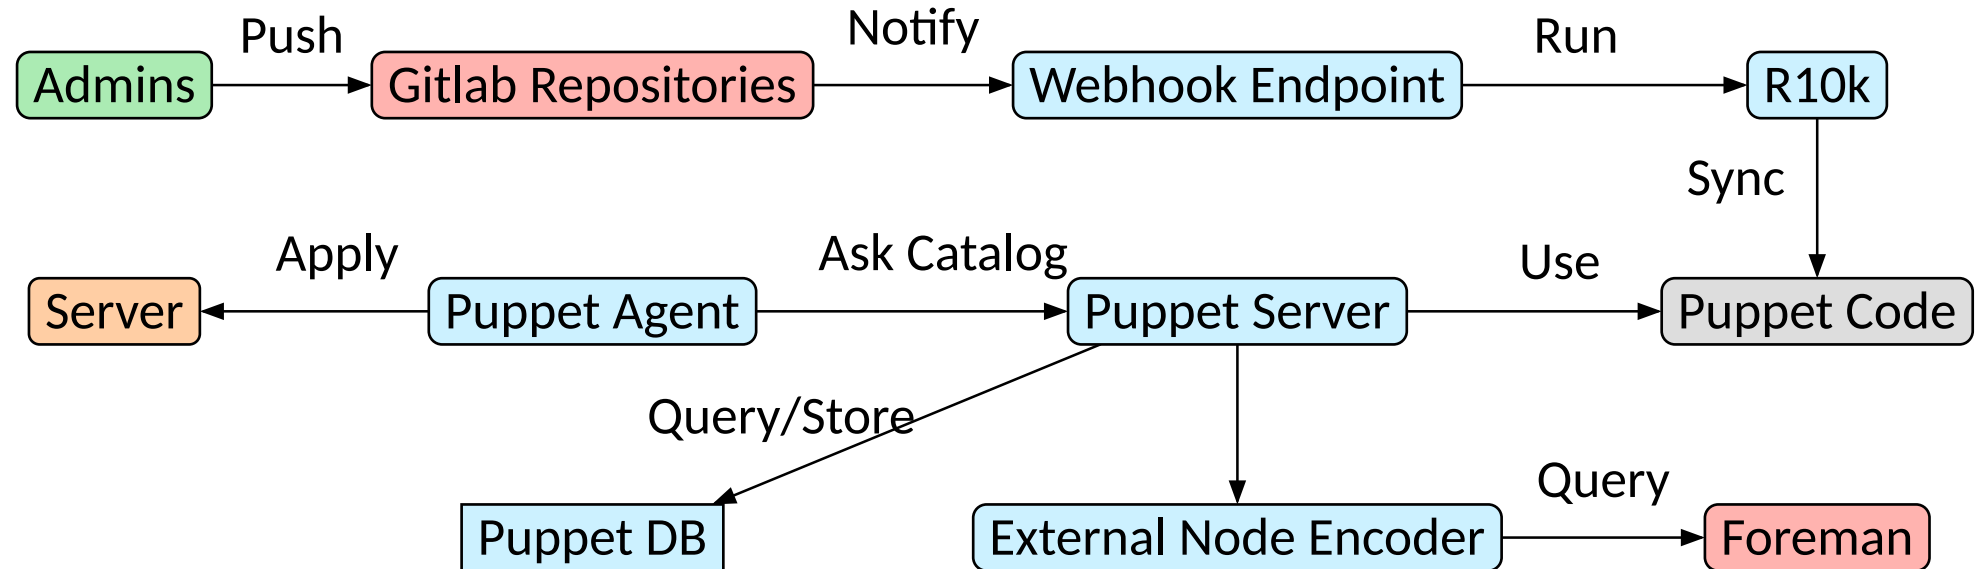 Push
Notify
Run
Admins
Gitlab Repositories
Webhook Endpoint
R10k
Sync
Apply
Ask Catalog
Use
Server
Puppet Agent
Puppet Server
Puppet Code
Query/Store
Query
Puppet DB
External Node Encoder
Foreman